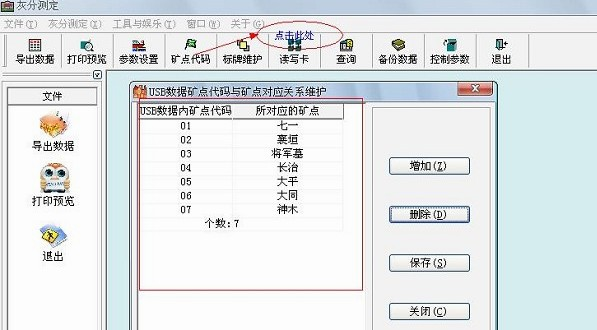 灰分测定
文件(T) 灰分测定(I) 工具与娱乐(T) 窗口(W) 关于(G)
点击此处
导出数据 打印预览 参数设置 矿点代码 标牌维护 读写卡 查询 备份数据 控制参数 退出
文件
导出数据
打印预览
退出
USB数据矿点代码与矿点对应关系维护
USB数据内矿点代码 所对应的矿点
01 七一
02 襄垣
03 将军墓
04 长治
05 太平
06 大同
07 神木
个数:7
增加(Z)
删除(D)
保存(S)
关闭(C)